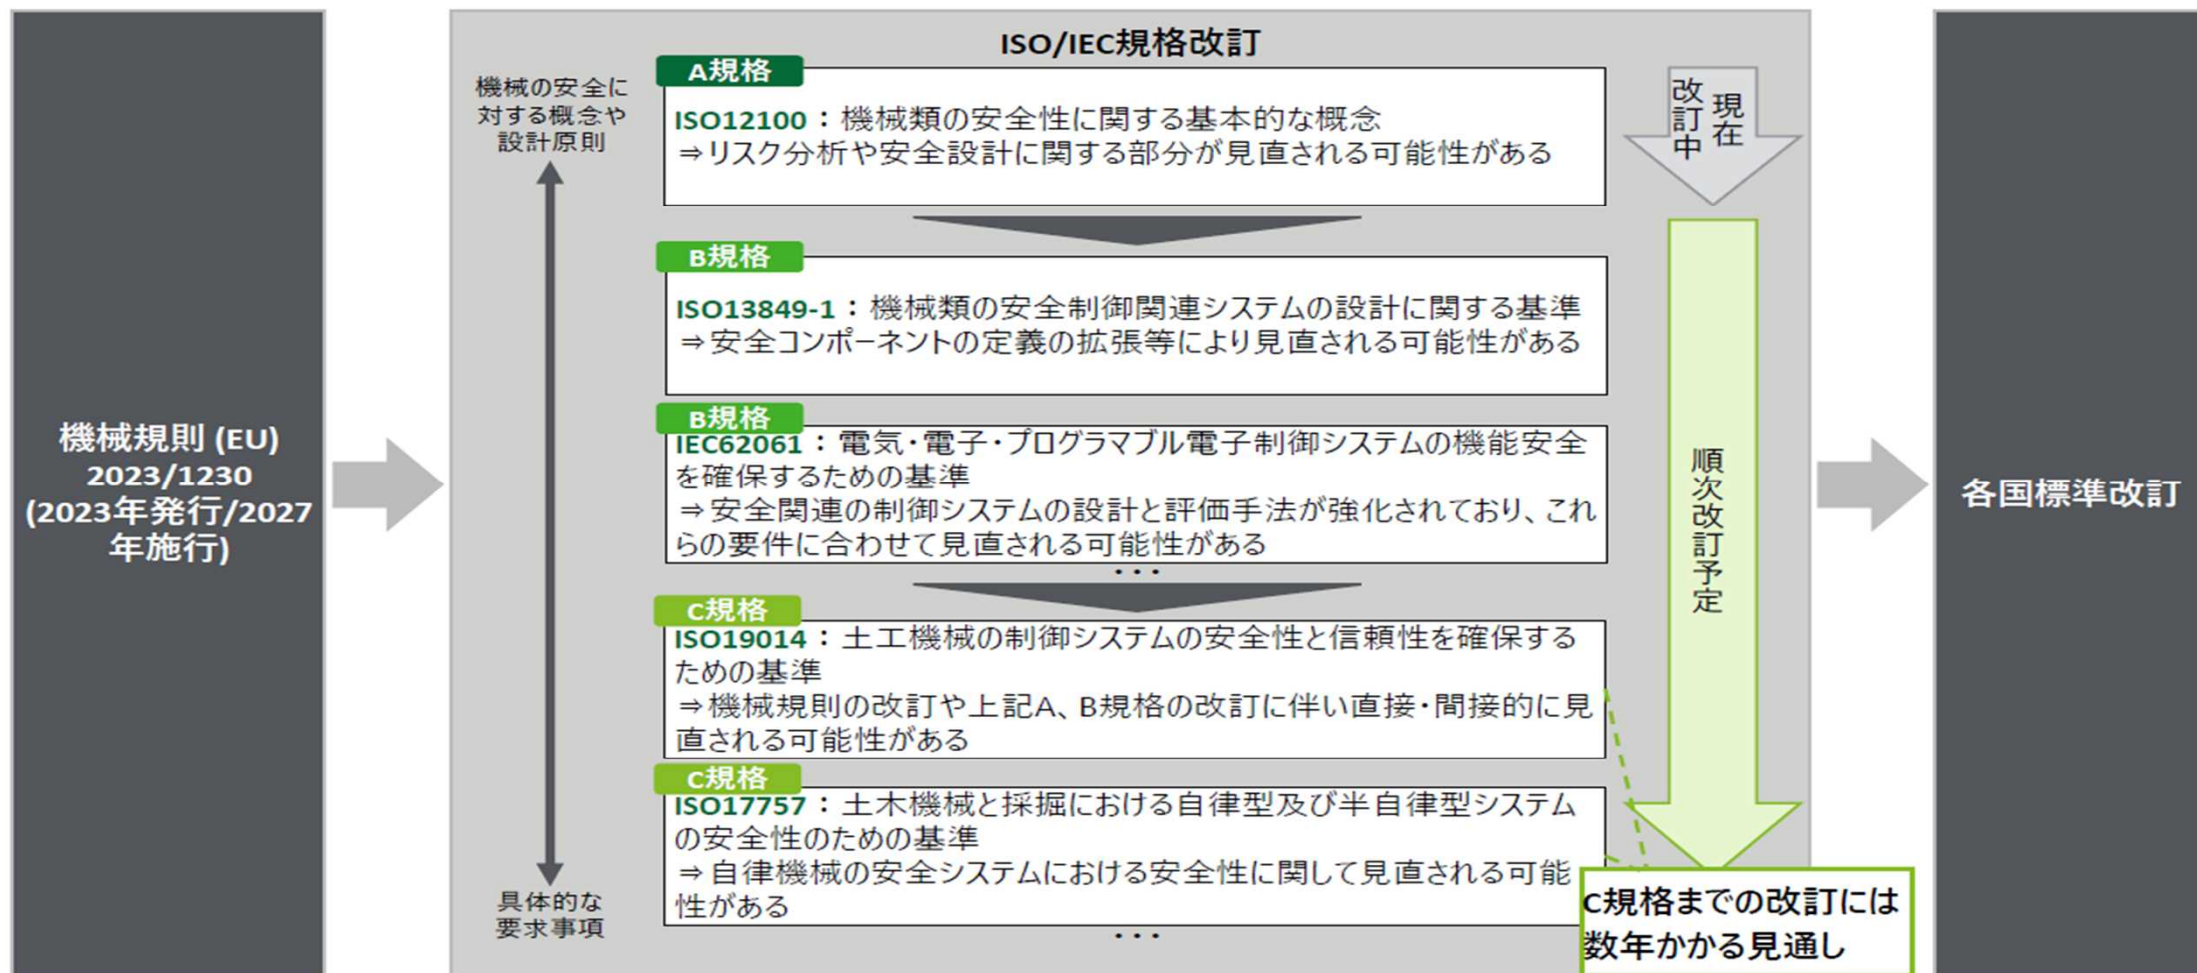 機械規則 (EU)
2023/1230
(2023年発行/2027
年施行)
ISO/IEC規格改訂
機械の安全に
対する概念や
設計原則
具体的な
要求事項
A規格
ISO12100：機械類の安全性に関する基本的な概念
⇒リスク分析や安全設計に関する部分が見直される可能性がある
B規格
ISO13849-1：機械類の安全制御関連システムの設計に関する基準
⇒安全コンポーネントの定義の拡張等により見直される可能性がある
B規格
IEC62061：電気・電子・プログラマブル電子制御システムの機能安全
を確保するための基準
⇒安全関連の制御システムの設計と評価手法が強化されており、これ
らの要件に合わせて見直される可能性がある
・・・
C規格
ISO19014：土工機械の制御システムの安全性と信頼性を確保する
ための基準
⇒機械規則の改訂や上記A、B規格の改訂に伴い直接・間接的に見
直される可能性がある
C規格
ISO17757：土木機械と採掘における自律型及び半自律型システム
の安全性のための基準
⇒自律機械の安全システムにおける安全性に関して見直される可能
性がある
・・・
現在
改訂中
順次改訂予定
C規格までの改訂には
数年かかる見通し
各国標準改訂